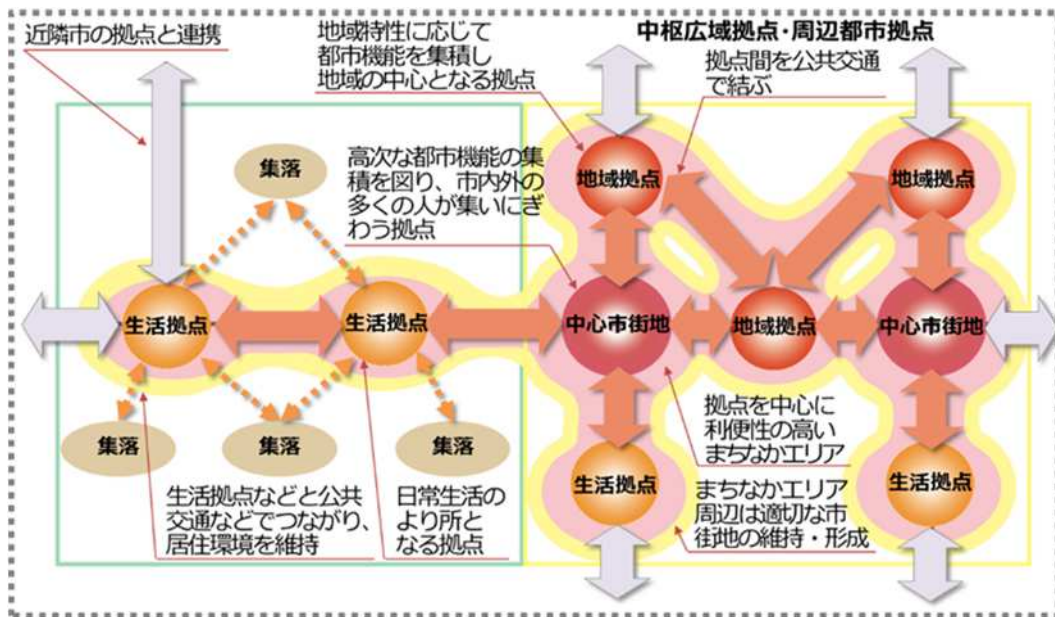 近隣市の拠点と連携
地域特性に応じて
都市機能を集積し
地域の中心となる拠点
中枢広域拠点・周辺都市拠点
拠点間を公共交通
で結ぶ
集落
高次な都市機能の集
積を図り、市内外の
多くの人が集いにぎ
わう拠点
地域拠点
地域拠点
生活拠点
生活拠点
中心市街地
地域拠点
中心市街地
集落
集落
集落
拠点を中心に
利便性の高い
まちなかエリア
生活拠点
生活拠点
生活拠点などと公共
交通などでつながり、
居住環境を維持
日常生活の
より所と
なる拠点
まちなかエリア
周辺は適切な市
街地の維持・形成